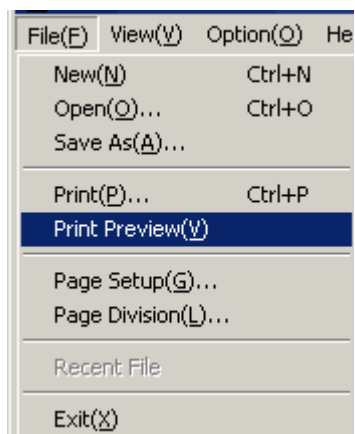 File(F) View(V) Option(O) He
New(N) Ctrl+N
Open(O)... Ctrl+O
Save As(A)...
Print(P)... Ctrl+P
Print Preview(V)
Page Setup(G)...
Page Division(L)...
Recent File
Exit(X)